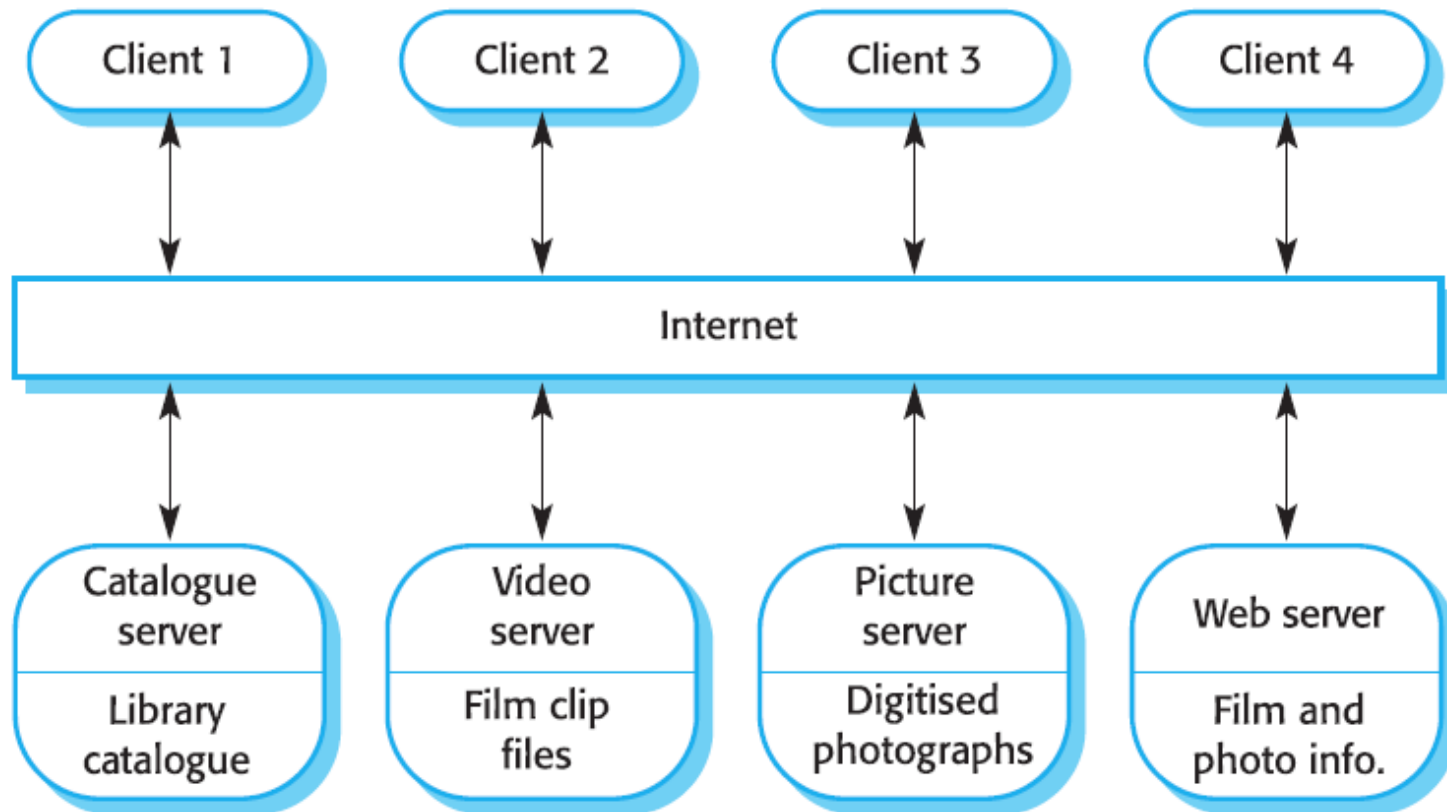 Client 1
Client 2
Client 3
Client 4
Internet
Catalogue
server
Library
catalogue
Video
server
Film clip
files
Picture
server
Digitised
photographs
Web server
Film and
photo info.